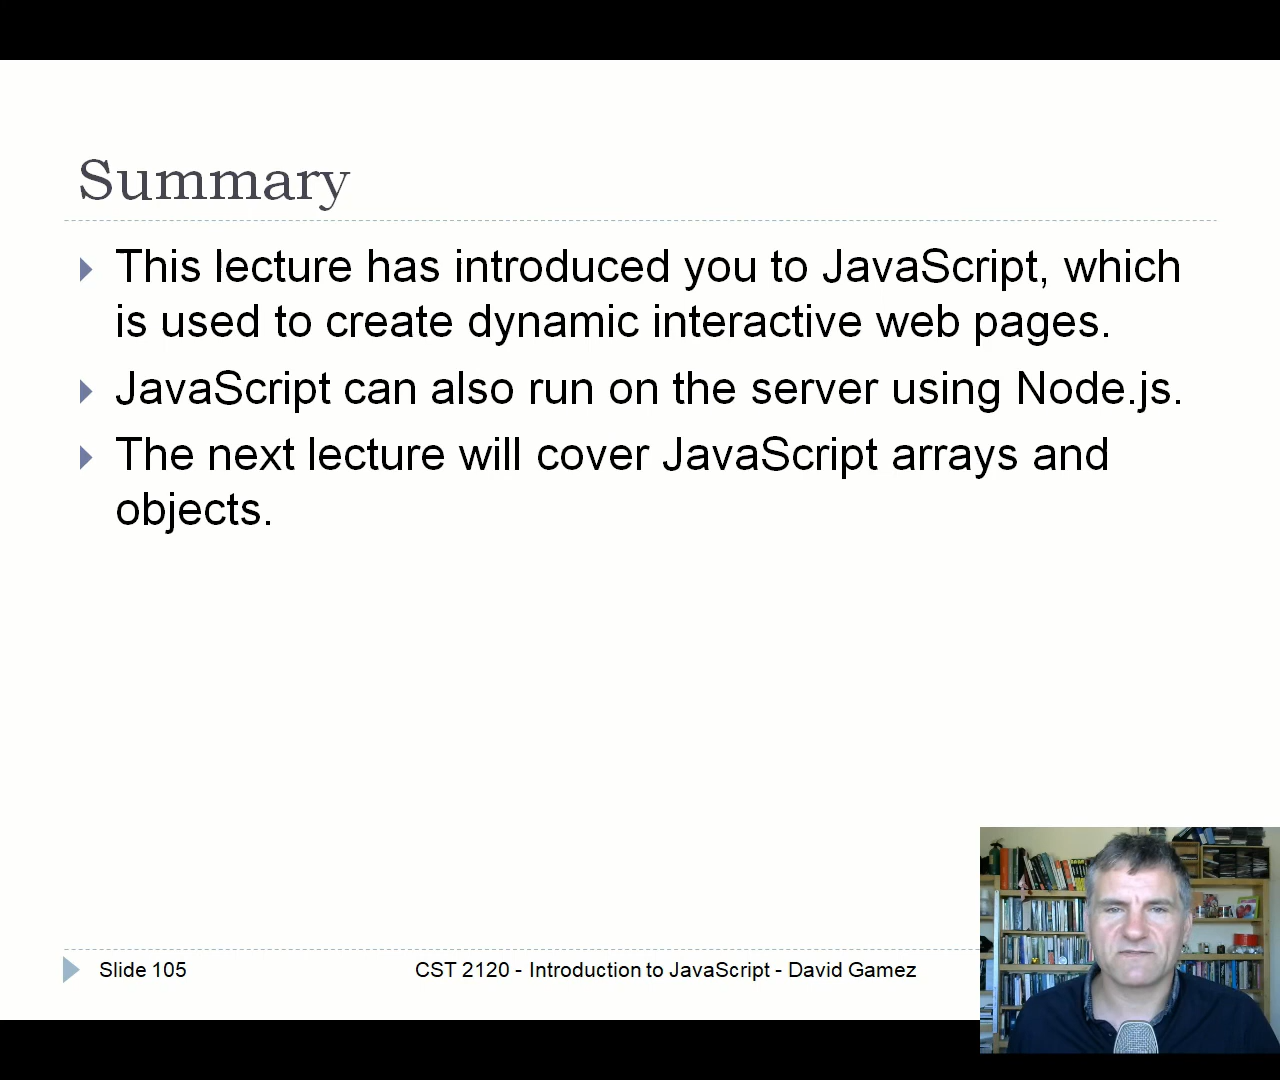 Summary
This lecture has introduced you to JavaScript, which
is used to create dynamic interactive web pages.
JavaScript can also run on the server using Node.js.
The next lecture will cover JavaScript arrays and
objects.
Slide 105
CST 2120 - Introduction to JavaScript - David Gamez